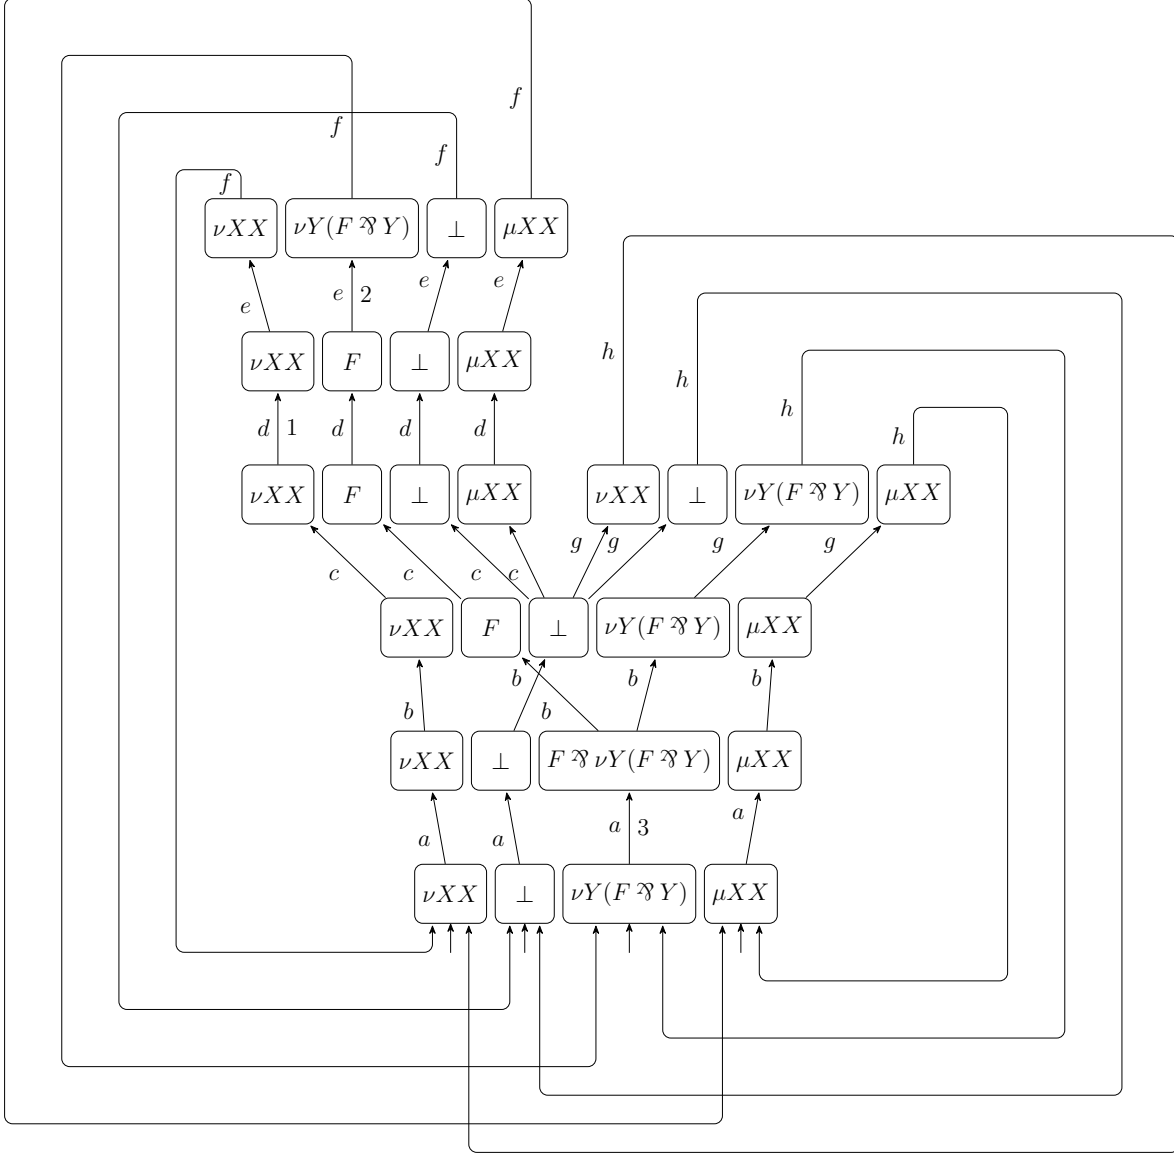 f
f
f
f
νXX νY(F ⅋ Y) ⊥ μXX
e e 2 e e
h
h
h
h
νXX F ⊥ μXX
d 1 d d d
νXX F ⊥ μXX νXX ⊥ νY(F ⅋ Y) μXX
c c c c g g g g
νXX F ⊥ νY(F ⅋ Y) μXX
b b b b b
νXX ⊥ F ⅋ νY(F ⅋ Y) μXX
a a a 3 a
νXX ⊥ νY(F ⅋ Y) μXX